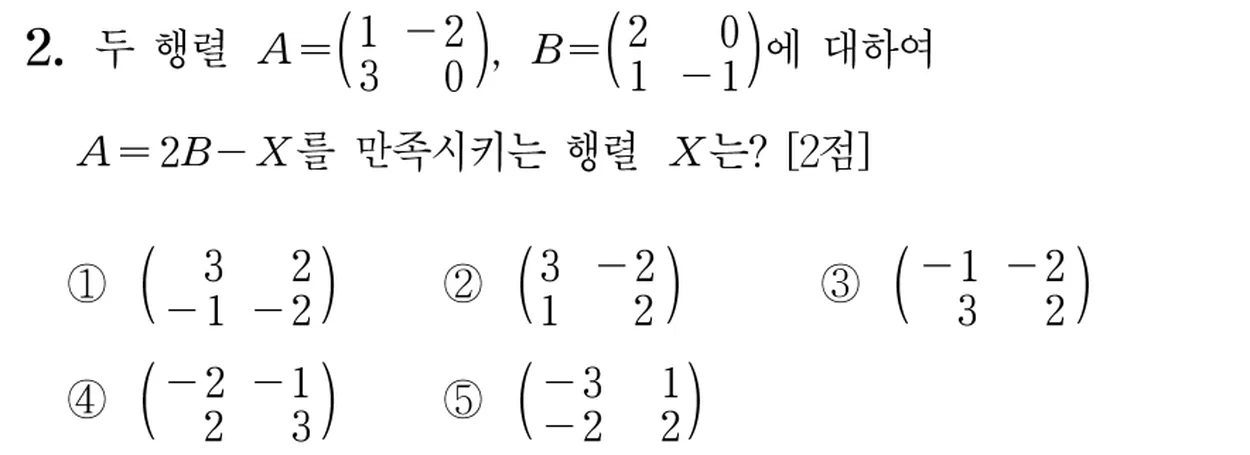 2. 두 행렬 A=(1 -2
3 0), B=(2 0
1 -1)에 대하여
A=2B-X를 만족시키는 행렬 X는? [2점]
① (3 2
-1 -2) ② (3 -2
1 2) ③ (-1 -2
3 2)
④ (-2 -1
2 3) ⑤ (-3 1
-2 2)